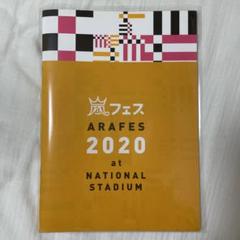 嵐フェス
ARAFES
2020
at
NATIONAL
STADIUM